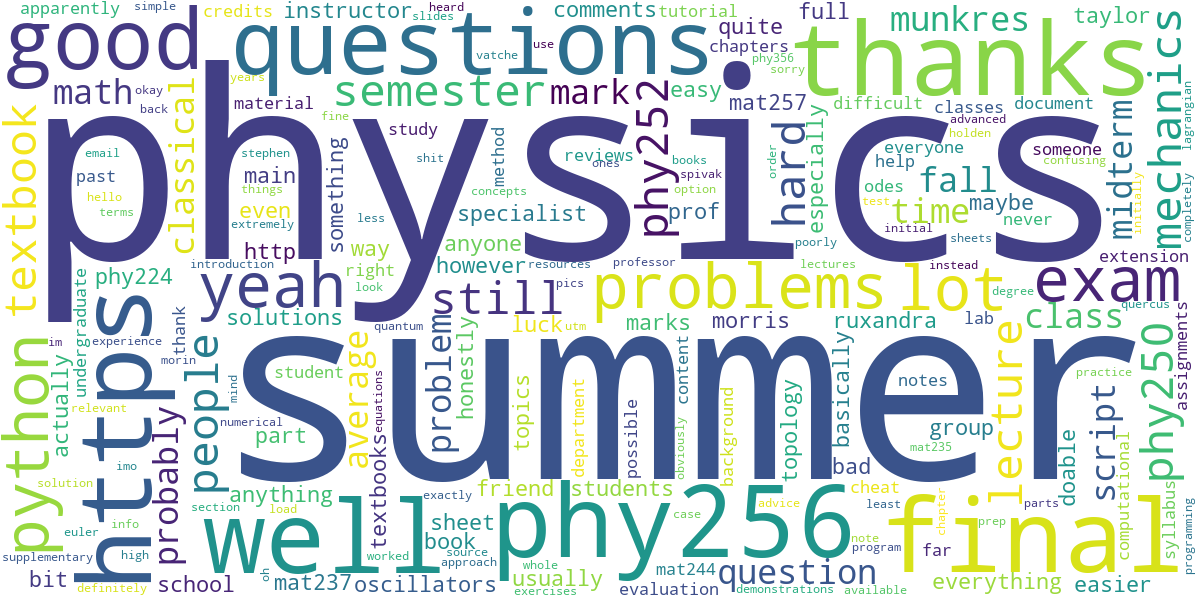 apparently
simple
credits
instructor
heard
slides
comments
tutorial
full
munkres
taylor
good
questions
quite
thanks
mechanics
use
vatche
chapters
phy356
sorry
years
math
okay
back
classical
material
semester
mark
easy
mat257
difficult
classes
document
fine
study
advanced
holden
lagrangian
physics
textbook
email
past
hello
terms
stephen
main
things
extremely
something
shit
method
reviews
ones
concepts
phy252
books
spivak
option
order
hard
especially
everyone
help
someone
confusing
midterm
initially
completely
less
specialist
prof
fall
odes
maybe
time
never
initial
sheets
even
http
way
right
look
anyone
however
resources
poorly
lectures
extension
phy224
introduction
professor
instead
yeah
still
pics
problems
lot
exam
degree
quercus
undergraduate
https
solutions
luck
utm
marks
morris
ruxandra
lab
class
assignments
im
experience
thank
quantum
python
actually
morin
people
average
problem
honestly
content
basically
lecture
phy250
summer
student
mind
equations
topics
department
possible
background
topology
notes
practice
relevant
numerical
probably
part
textbooks
obviously
group
mat235
doable
script
computational
syllabus
imo
solution
section
anything
load
exactly
friend
students
bad
cheat
least
chapter
prep
parts
programming
euler
info
well
sheet
book
source
approach
phy256
case
advice
final
note
program
far
supplementary
high
worked
whole
question
mat244
easier
bit
definitely
school
oh
mat237
oscillators
usually
exercises
evaluation
demonstrations
available
everything
test